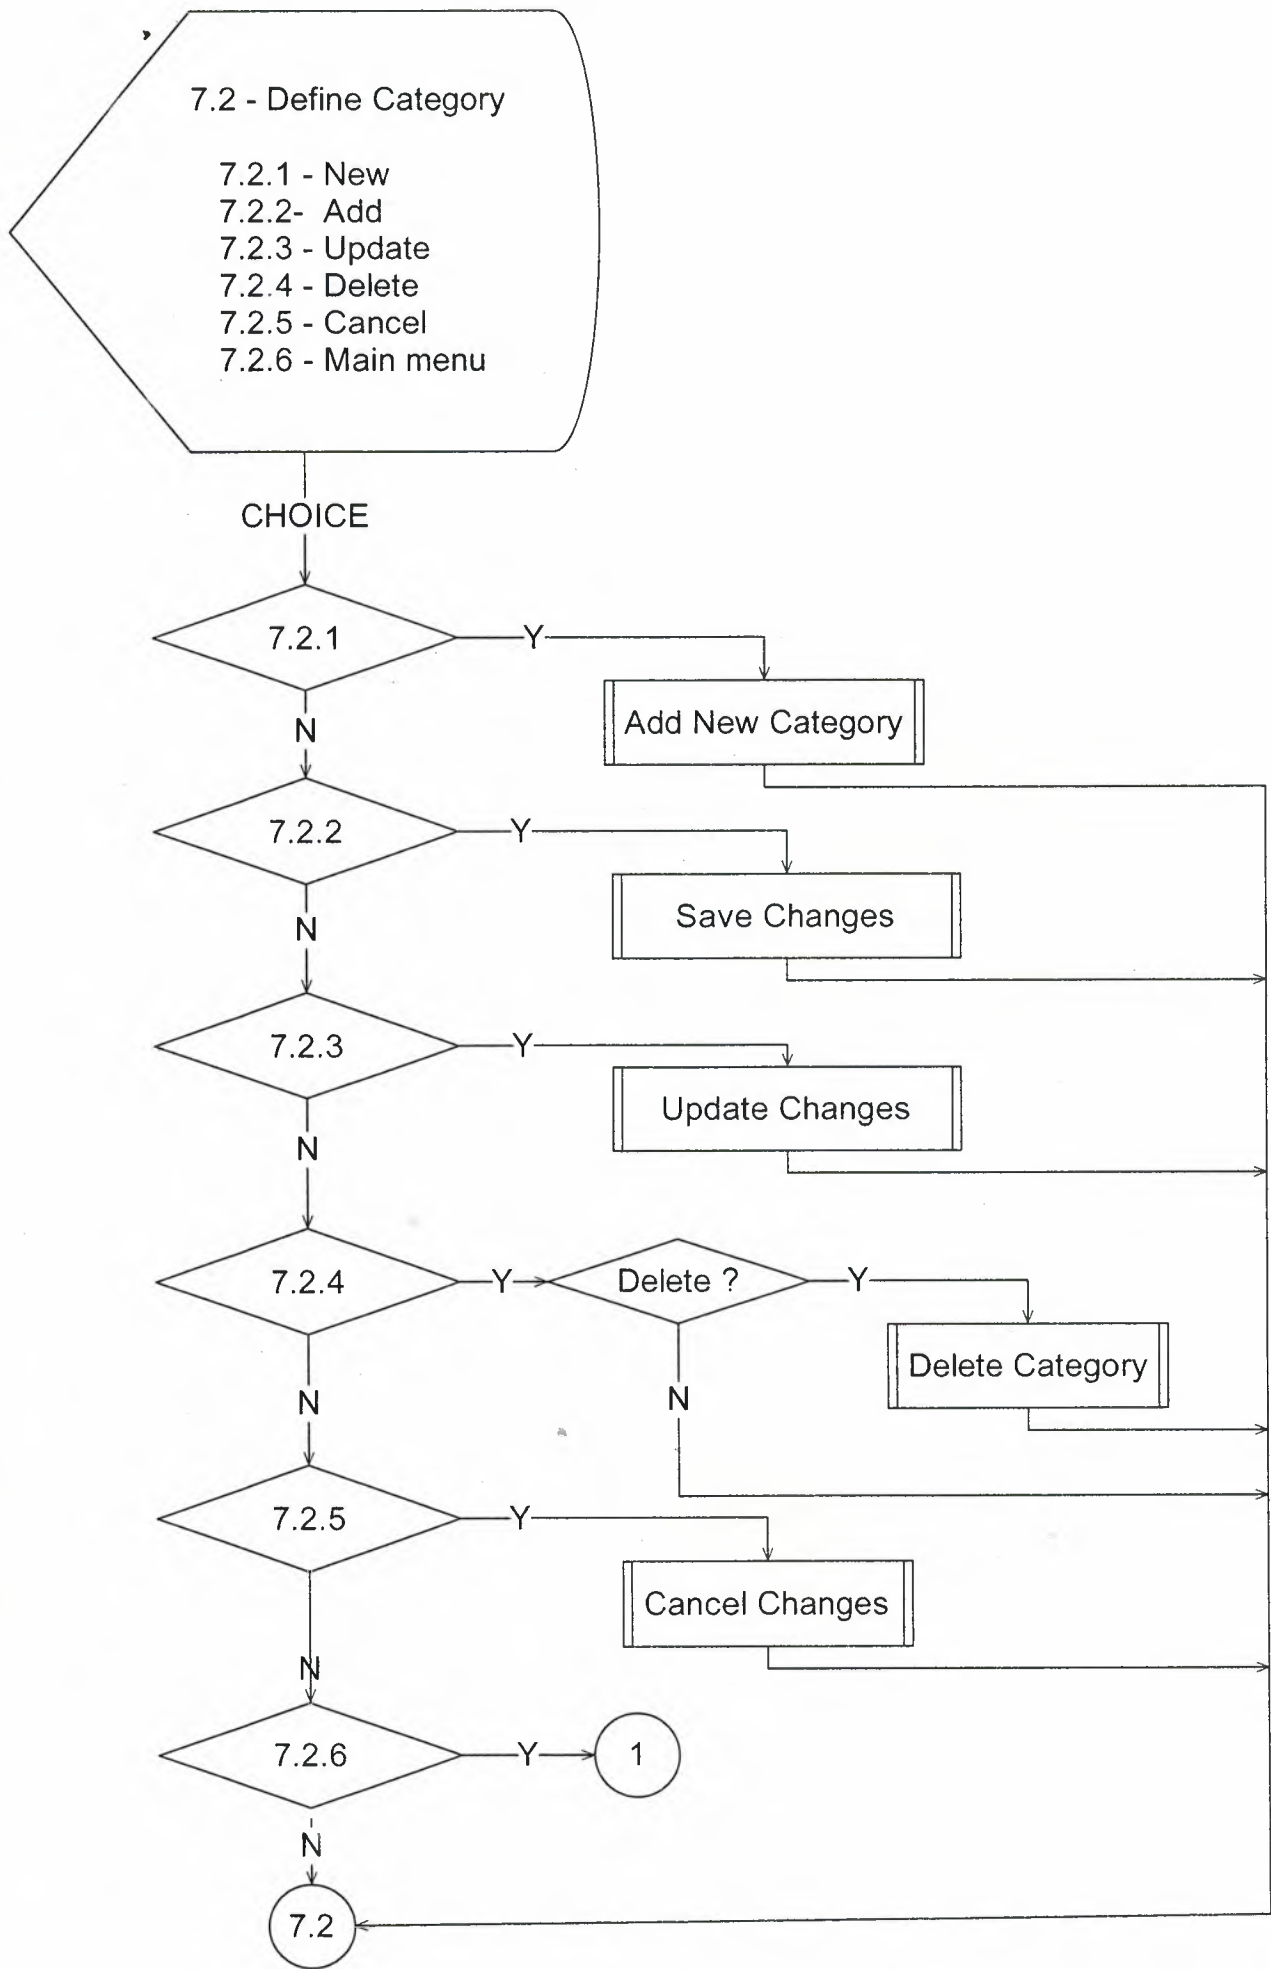 7.2 - Define Category
7.2.1 - New
7.2.2- Add
7.2.3 - Update
7.2.4 - Delete
7.2.5 - Cancel
7.2.6 - Main menu
CHOICE
7.2.1
Y
Add New Category
N
7.2.2
Y
Save Changes
N
7.2.3
Y
Update Changes
N
7.2.4
Y
Delete ?
Y
Delete Category
N
N
7.2.5
Y
Cancel Changes
N
7.2.6
Y
1
N
7.2